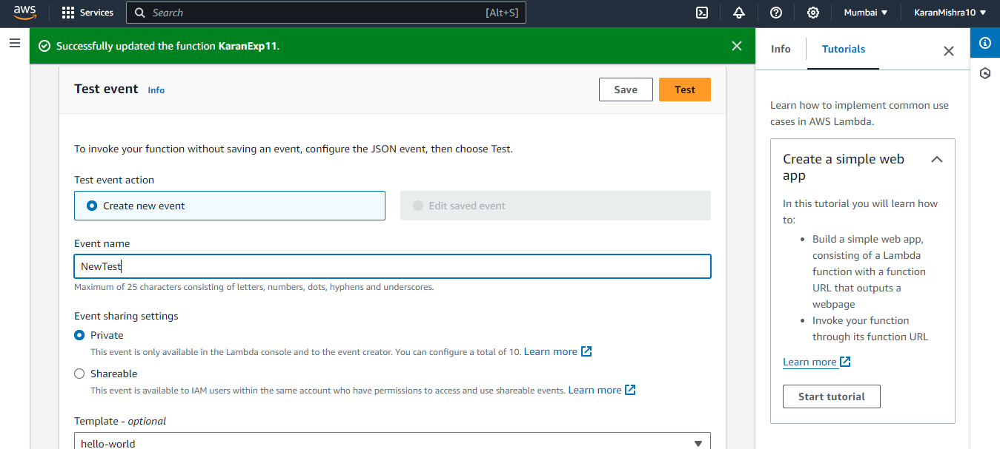 aws
Services
Search
[Alt+S]
Mumbai
KaranMishra10
Successfully updated the function KaranExp11.
Info
Tutorials
Test event
Info
Save
Test
To invoke your function without saving an event, configure the JSON event, then choose Test.
Test event action
Create new event
Edit saved event
Event name
NewTest
Maximum of 25 characters consisting of letters, numbers, dots, hyphens and underscores.
Event sharing settings
Private
This event is only available in the Lambda console and to the event creator. You can configure a total of 10. Learn more
Shareable
This event is available to IAM users within the same account who have permissions to access and use shareable events. Learn more
Template - optional
hello-world
Learn how to implement common use
cases in AWS Lambda.
Create a simple web
app
In this tutorial you will learn how
to:
• Build a simple web app,
consisting of a Lambda
function with a function
URL that outputs a
webpage
• Invoke your function
through its function URL
Learn more
Start tutorial